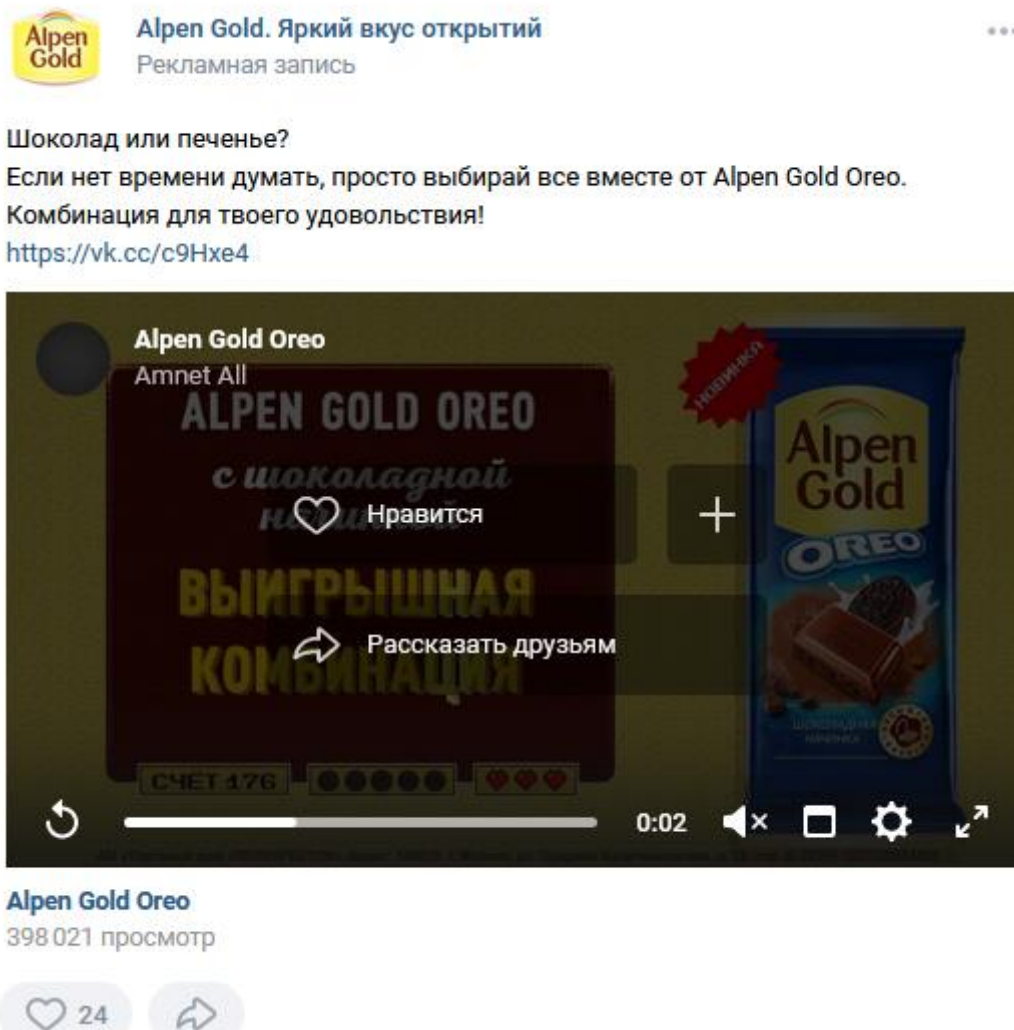 Alpen
Gold
Alpen Gold. Яркий вкус открытий
Рекламная запись
Шоколад или печенье?
Если нет времени думать, просто выбирай все вместе от Alpen Gold Oreo.
Комбинация для твоего удовольствия!
https://vk.cc/c9Hxe4
Alpen Gold Oreo
Amnet All
ALPEN GOLD OREO
с шоколадной
Нравится
ВЫИГРЫШНАЯ
КОМБИНАЦИЯ
Рассказать друзьям
СЧЕТ 176
НОВИНКА
Alpen
Gold
OREO
ШОКОЛАДНАЯ
НАЧИНКА
0:02
Alpen Gold Oreo
398 021 просмотр
24